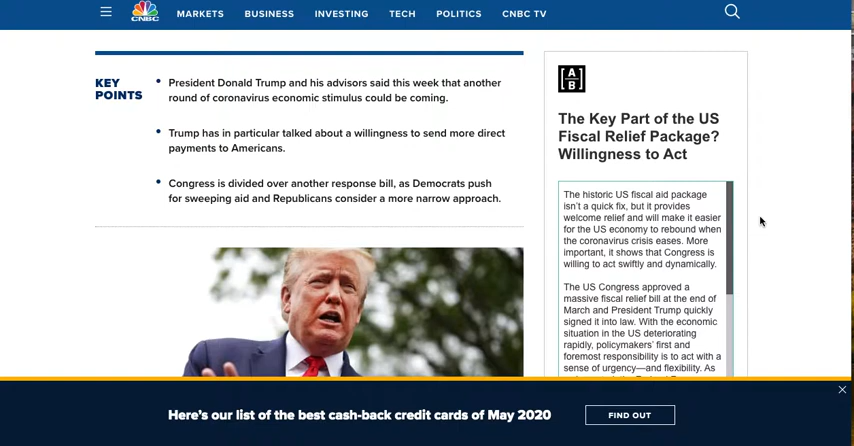 CNBC
MARKETS BUSINESS INVESTING TECH POLITICS CNBC TV
KEY
POINTS
President Donald Trump and his advisors said this week that another
round of coronavirus economic stimulus could be coming.
Trump has in particular talked about a willingness to send more direct
payments to Americans.
Congress is divided over another response bill, as Democrats push
for sweeping aid and Republicans consider a more narrow approach.
[A
B]
The Key Part of the US
Fiscal Relief Package?
Willingness to Act
The historic US fiscal aid package
isn't a quick fix, but it provides
welcome relief and will make it easier
for the US economy to rebound when
the coronavirus crisis eases. More
important, it shows that Congress is
willing to act swiftly and dynamically.
The US Congress approved a
massive fiscal relief bill at the end of
March and President Trump quickly
signed it into law. With the economic
situation in the US deteriorating
rapidly, policymakers' first and
foremost responsibility is to act with a
sense of urgency—and flexibility. As
Here's our list of the best cash-back credit cards of May 2020
FIND OUT